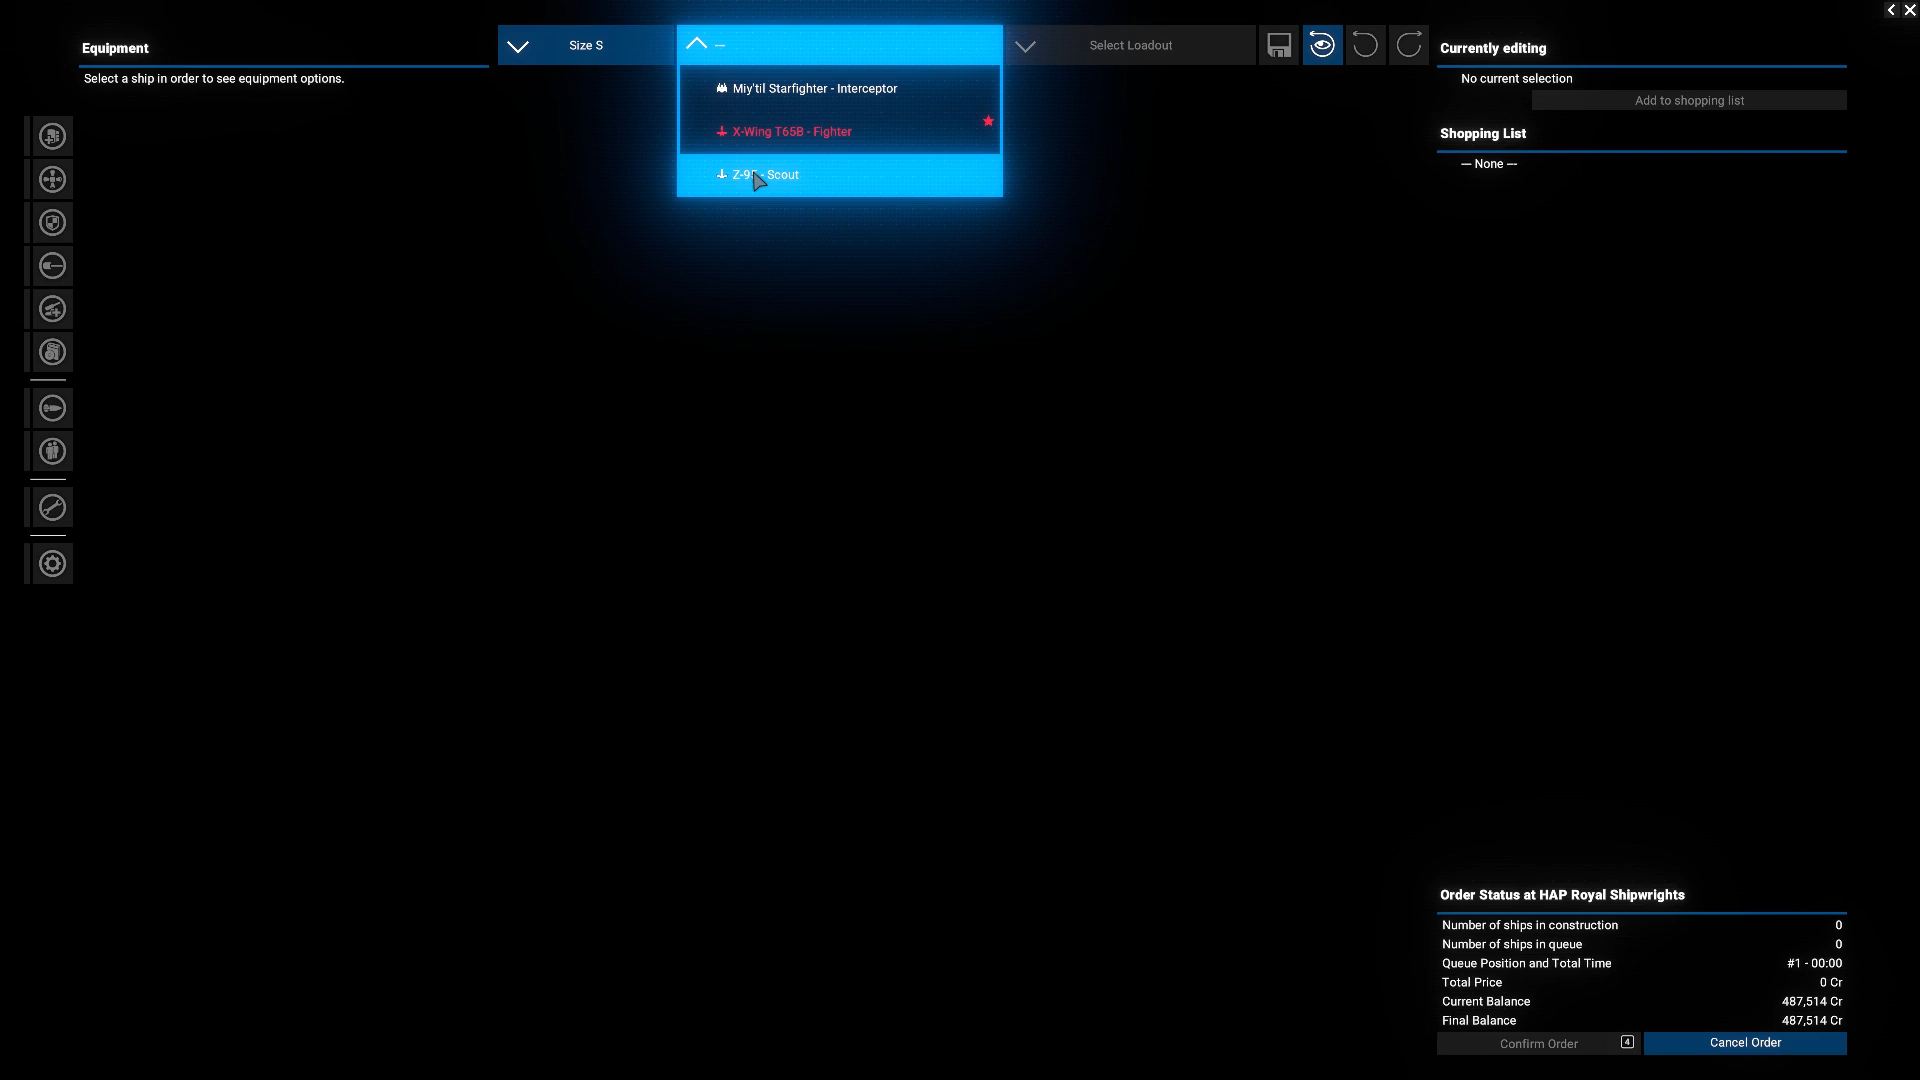 Equipment
Select a ship in order to see equipment options.
Size S
---
Select Loadout
Miy'til Starfighter - Interceptor
X-Wing T65B - Fighter
- Scout
Currently editing
No current selection
Add to shopping list
Shopping List
--- None ---
Order Status at HAP Royal Shipwrights
Number of ships in construction 0
Number of ships in queue 0
Queue Position and Total Time #1 - 00:00
Total Price 0 Cr
Current Balance 487,514 Cr
Final Balance 487,514 Cr
Confirm Order 4
Cancel Order